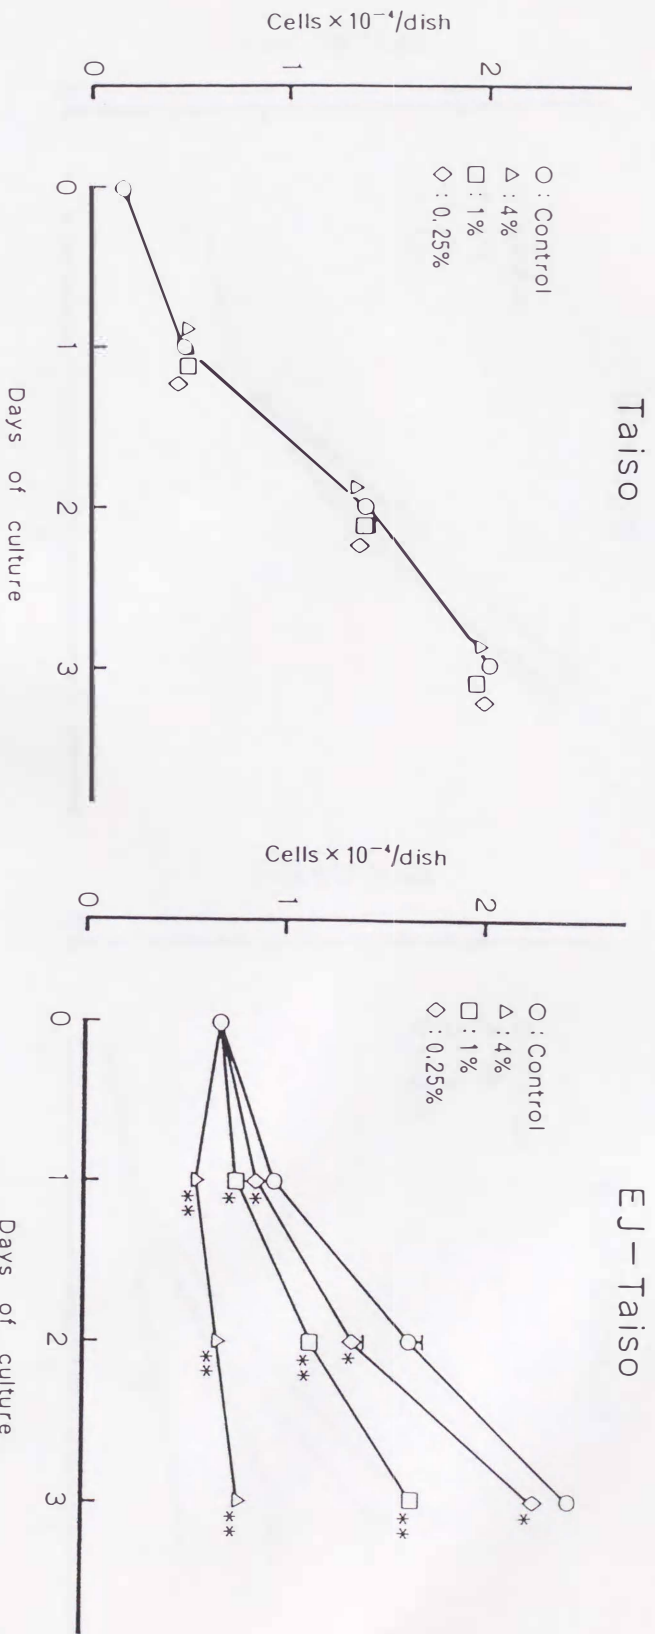 Taiso
Cells × 10⁻⁴/dish
2
1
0
○ : Control
△ : 4%
□ : 1%
◇ : 0.25%
0
1
2
3
Days of culture
EJ-Taiso
Cells × 10⁻⁴/dish
2
1
0
○ : Control
△ : 4%
□ : 1%
◇ : 0.25%
**
*
*
**
**
*
**
**
*
0
1
2
3
Days of culture